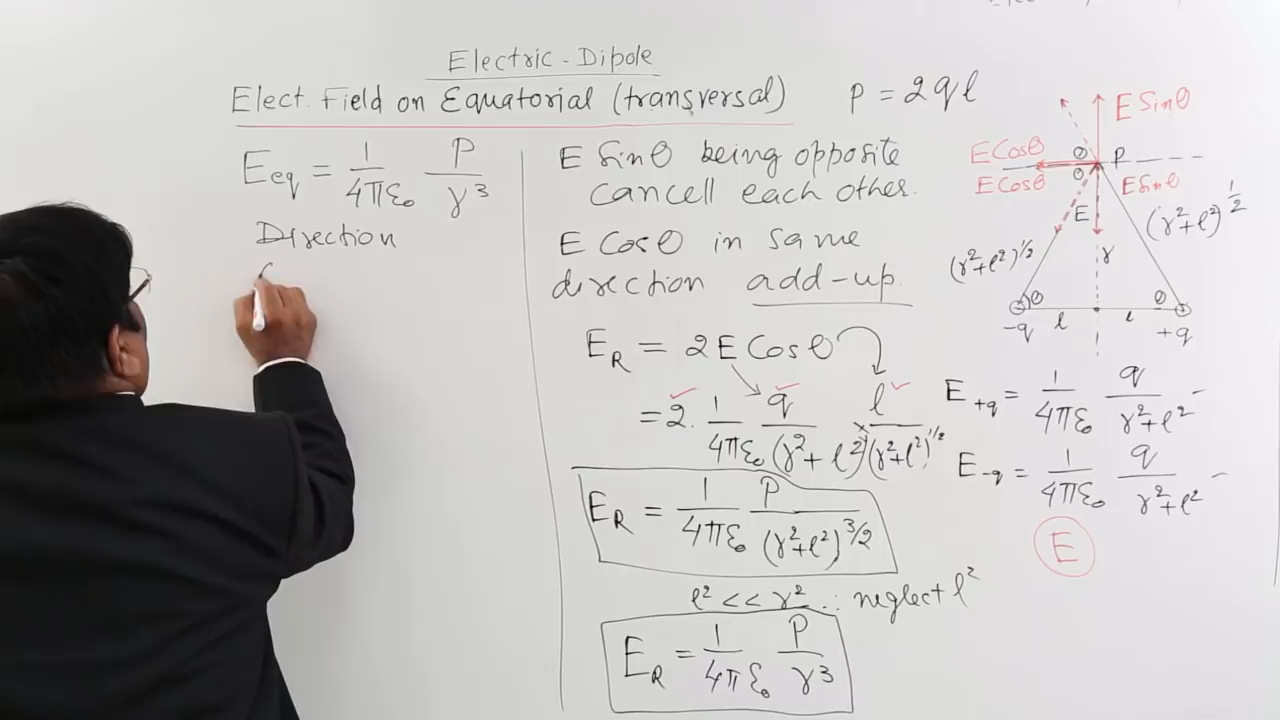 Electric - Dipole
Elect. Field on Equatorial (transversal) P = 2ql
E_eq = 1/4πε₀ P/r³
Direction
E Sinθ being opposite
cancell each other.
E Cosθ in same
direction add-up.
E_R = 2E Cosθ
= 2. 1/4πε₀ q/(r²+l²) × l/(r²+l²)^1/2
E_R = 1/4πε₀ P/(r²+l²)^3/2
l² << r² ∴ neglect l²
E_R = 1/4πε₀ P/r³
E Sinθ
E Cosθ θ P
E Cosθ θ E Sinθ
E
(r²+l²)^1/2 r (r²+l²)^1/2
θ θ
-q l l +q
E_+q = 1/4πε₀ q/r²+l² -
E_-q = 1/4πε₀ q/r²+l² -
E